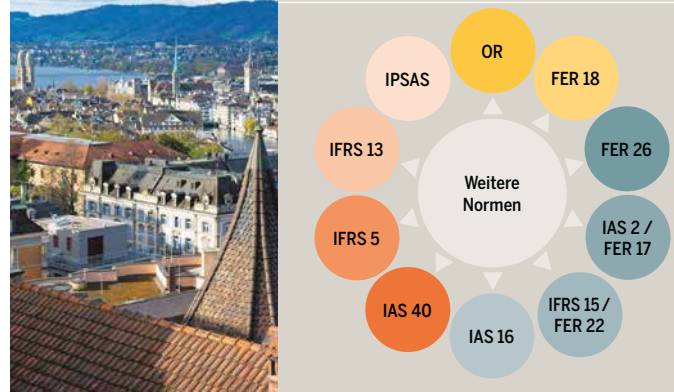 OR
FER 18
FER 26
IAS 2 /
FER 17
IFRS 15 /
FER 22
IAS 16
IAS 40
IFRS 5
IFRS 13
IPSAS
Weitere
Normen